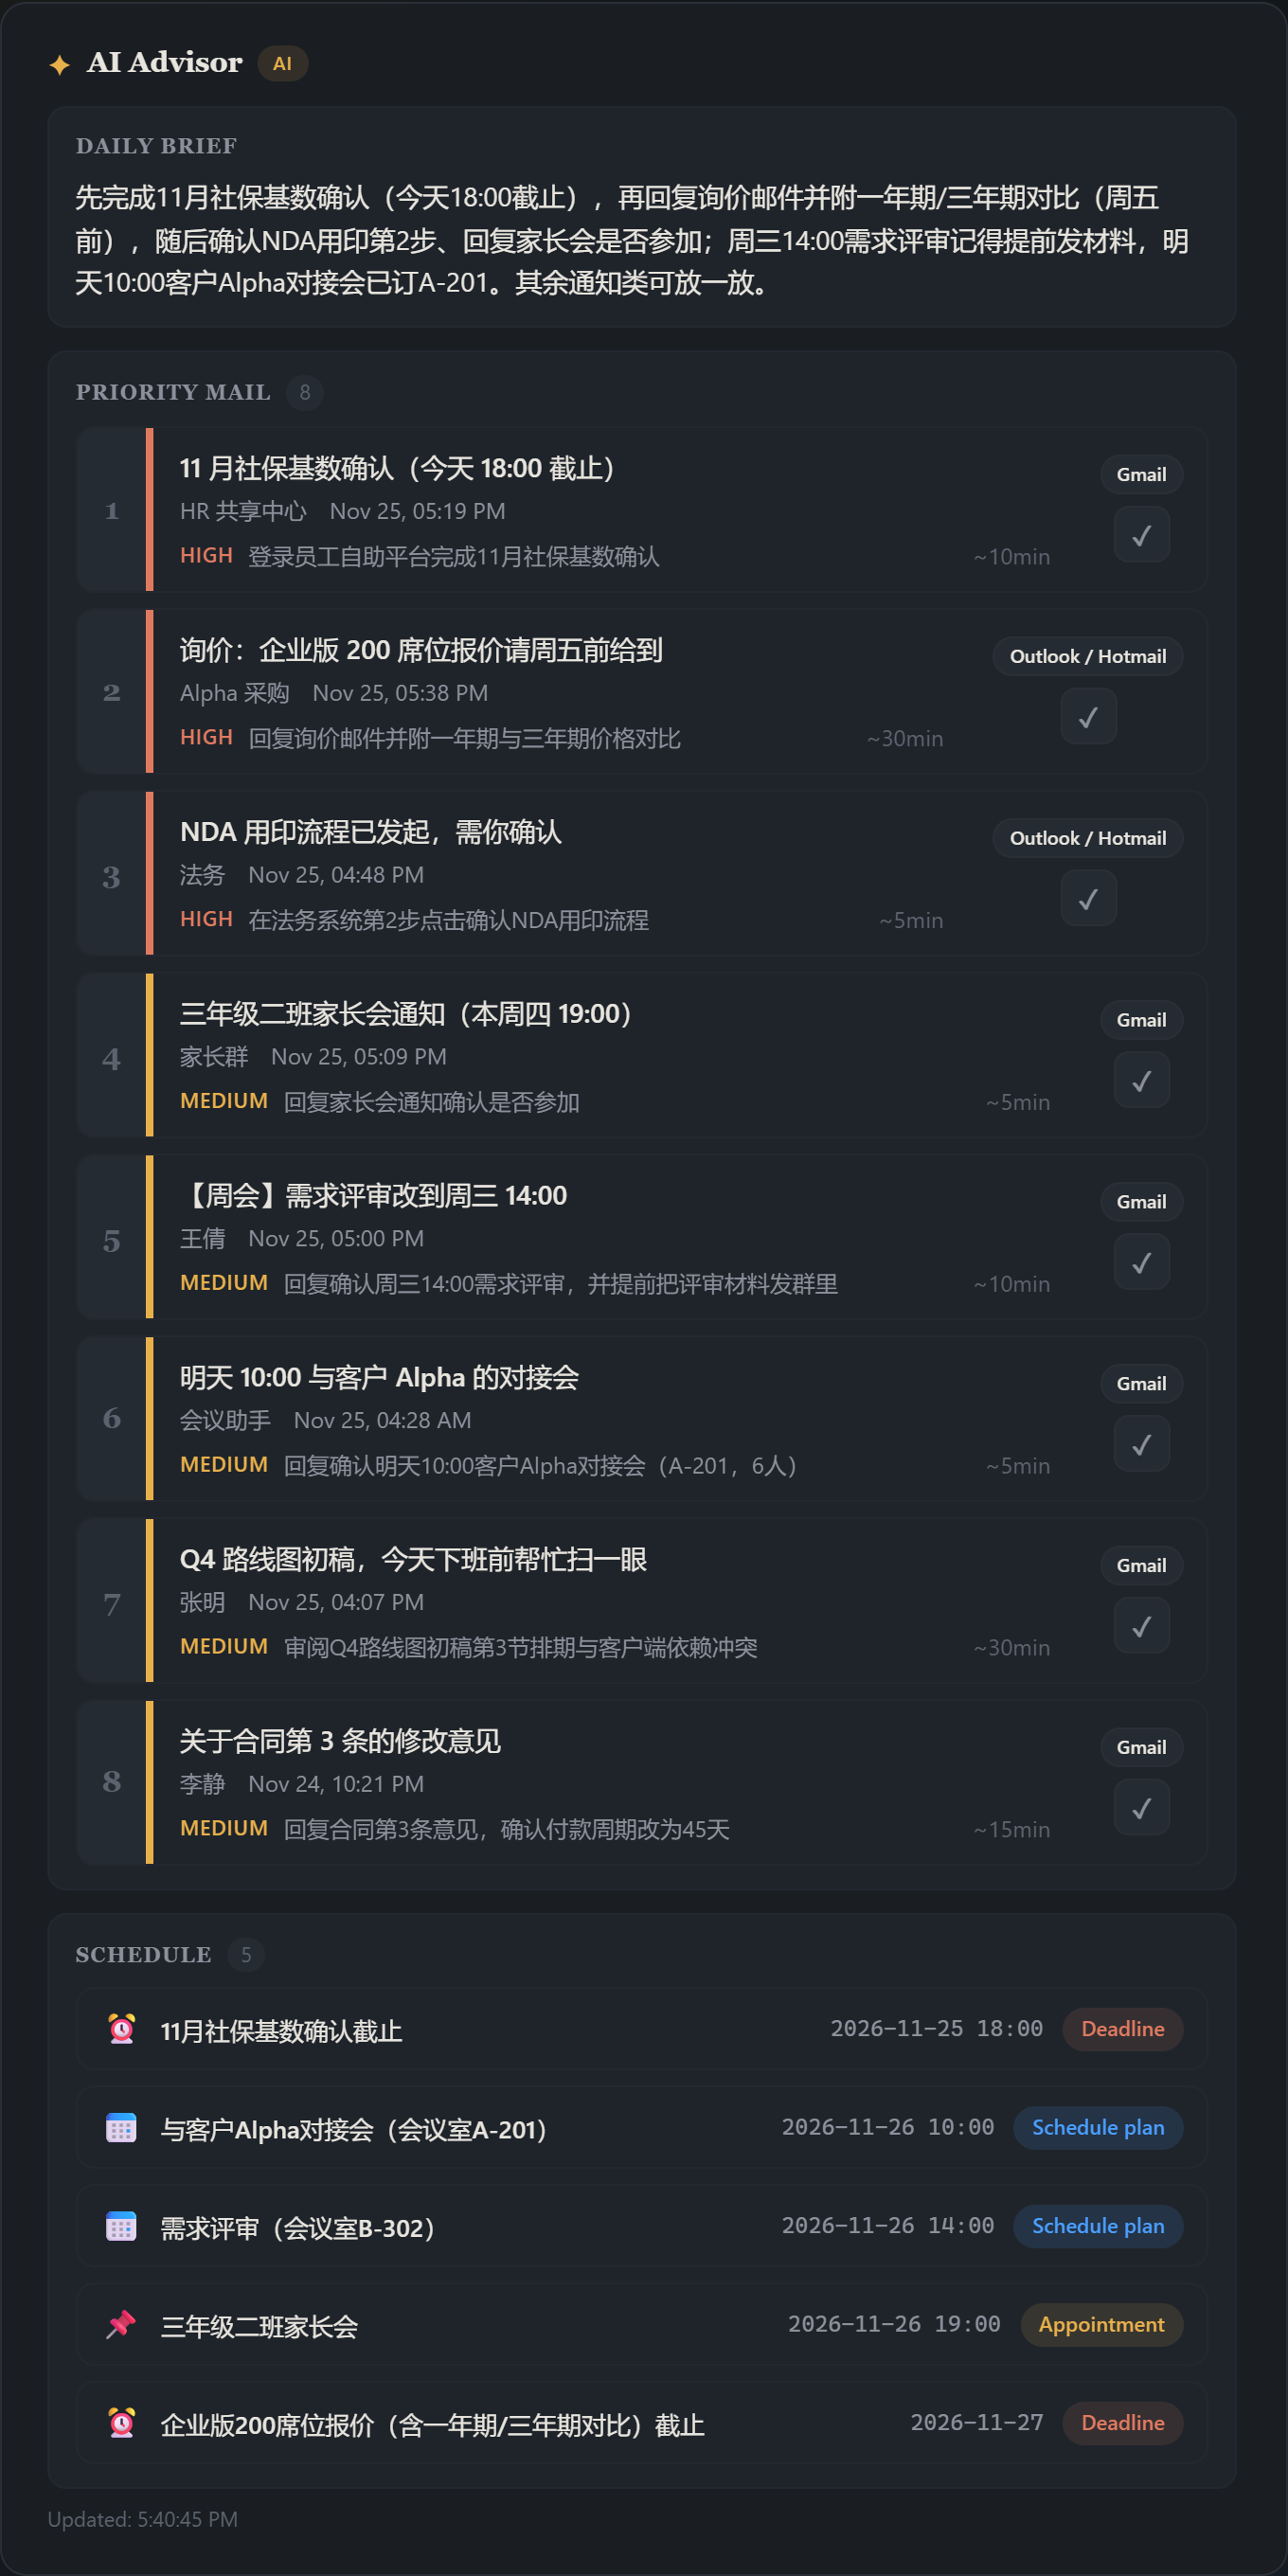 AI Advisor AI
DAILY BRIEF
先完成11月社保基数确认（今天18:00截止），再回复询价邮件并附一年期/三年期对比（周五
前），随后确认NDA用印第2步、回复家长会是否参加；周三14:00需求评审记得提前发材料，明
天10:00客户Alpha对接会已订A-201。其余通知类可放一放。
PRIORITY MAIL 8
1
11 月社保基数确认（今天 18:00 截止）
Gmail
HR 共享中心 Nov 25, 05:19 PM
HIGH 登录员工自助平台完成11月社保基数确认 ~10min
2
询价：企业版 200 席位报价请周五前给到
Outlook / Hotmail
Alpha 采购 Nov 25, 05:38 PM
HIGH 回复询价邮件并附一年期与三年期价格对比 ~30min
3
NDA 用印流程已发起，需你确认
Outlook / Hotmail
法务 Nov 25, 04:48 PM
HIGH 在法务系统第2步点击确认NDA用印流程 ~5min
4
三年级二班家长会通知（本周四 19:00）
Gmail
家长群 Nov 25, 05:09 PM
MEDIUM 回复家长会通知确认是否参加 ~5min
5
【周会】需求评审改到周三 14:00
Gmail
王倩 Nov 25, 05:00 PM
MEDIUM 回复确认周三14:00需求评审，并提前把评审材料发群里 ~10min
6
明天 10:00 与客户 Alpha 的对接会
Gmail
会议助手 Nov 25, 04:28 AM
MEDIUM 回复确认明天10:00客户Alpha对接会（A-201，6人） ~5min
7
Q4 路线图初稿，今天下班前帮忙扫一眼
Gmail
张明 Nov 25, 04:07 PM
MEDIUM 审阅Q4路线图初稿第3节排期与客户端依赖冲突 ~30min
8
关于合同第 3 条的修改意见
Gmail
李静 Nov 24, 10:21 PM
MEDIUM 回复合同第3条意见，确认付款周期改为45天 ~15min
SCHEDULE 5
11月社保基数确认截止 2026-11-25 18:00 Deadline
与客户Alpha对接会（会议室A-201） 2026-11-26 10:00 Schedule plan
需求评审（会议室B-302） 2026-11-26 14:00 Schedule plan
三年级二班家长会 2026-11-26 19:00 Appointment
企业版200席位报价（含一年期/三年期对比）截止 2026-11-27 Deadline
Updated: 5:40:45 PM